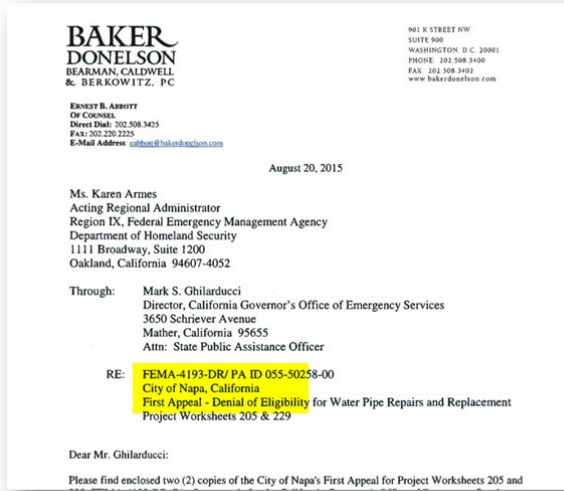 BAKER
DONELSON
BEARMAN, CALDWELL
& BERKOWITZ, PC
901 K STREET NW
SUITE 900
WASHINGTON, D.C. 20001
PHONE: 202.508.3400
FAX: 202.508.3402
www.bakerdonelson.com
ERNEST B. ABBOTT
OF COUNSEL
Direct Dial: 202.508.3425
FAX: 202.220.2225
E-Mail Address: eabbott@bakerdonelson.com
August 20, 2015
Ms. Karen Armes
Acting Regional Administrator
Region IX, Federal Emergency Management Agency
Department of Homeland Security
1111 Broadway, Suite 1200
Oakland, California 94607-4052
Through: Mark S. Ghilarducci
Director, California Governor's Office of Emergency Services
3650 Schriever Avenue
Mather, California 95655
Attn: State Public Assistance Officer
RE: FEMA-4193-DR/ PA ID 055-50258-00
City of Napa, California
First Appeal - Denial of Eligibility for Water Pipe Repairs and Replacement
Project Worksheets 205 & 229
Dear Mr. Ghilarducci:
Please find enclosed two (2) copies of the City of Napa's First Appeal for Project Worksheets 205 and